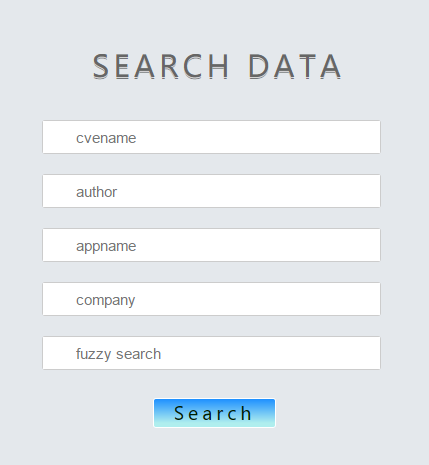 SEARCH DATA
cvename
author
appname
company
fuzzy search
Search